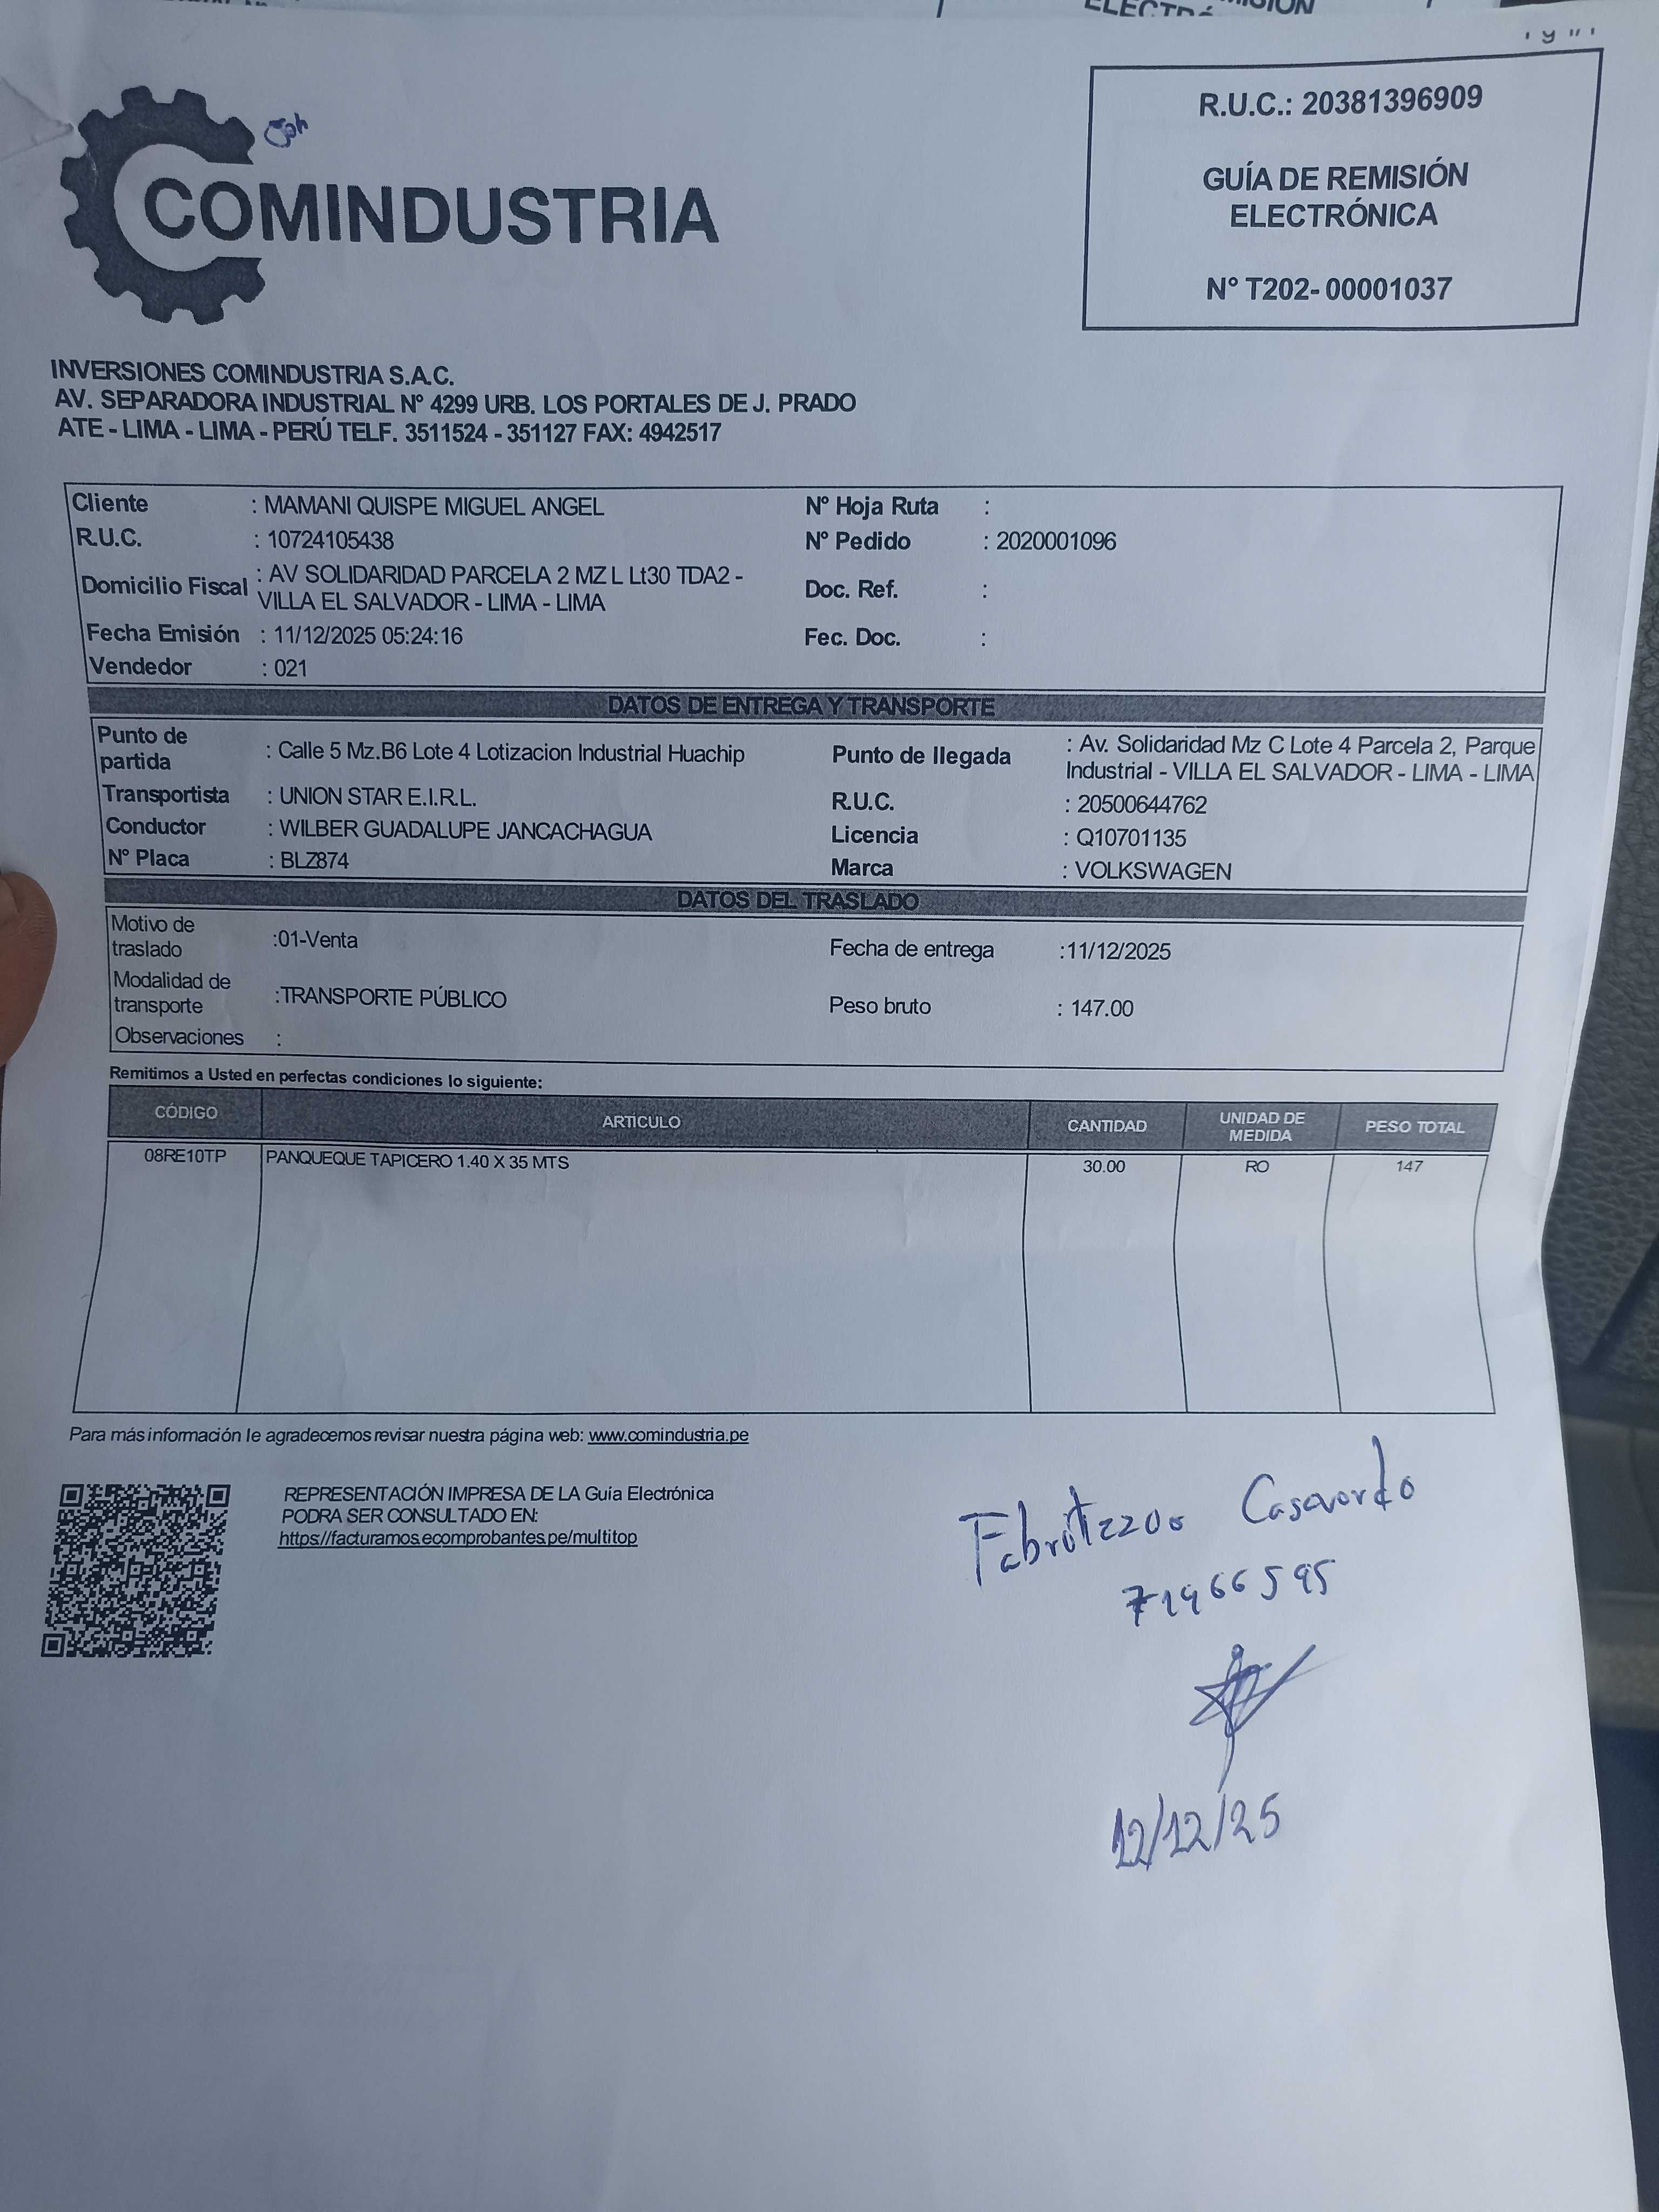 COMINDUSTRIA
R.U.C.: 20381396909
GUÍA DE REMISIÓN
ELECTRÓNICA
N° T202- 00001037
INVERSIONES COMINDUSTRIA S.A.C.
AV. SEPARADORA INDUSTRIAL N° 4299 URB. LOS PORTALES DE J. PRADO
ATE - LIMA - LIMA - PERÚ TELF. 3511524 - 351127 FAX: 4942517
Cliente : MAMANI QUISPE MIGUEL ANGEL N° Hoja Ruta :
R.U.C. : 10724105438 N° Pedido : 2020001096
Domicilio Fiscal : AV SOLIDARIDAD PARCELA 2 MZ L Lt30 TDA2 -
VILLA EL SALVADOR - LIMA - LIMA Doc. Ref. :
Fecha Emisión : 11/12/2025 05:24:16 Fec. Doc. :
Vendedor : 021
DATOS DE ENTREGA Y TRANSPORTE
Punto de
partida : Calle 5 Mz.B6 Lote 4 Lotizacion Industrial Huachip Punto de llegada : Av. Solidaridad Mz C Lote 4 Parcela 2, Parque
Industrial - VILLA EL SALVADOR - LIMA - LIMA
Transportista : UNION STAR E.I.R.L. R.U.C. : 20500644762
Conductor : WILBER GUADALUPE JANCACHAGUA Licencia : Q10701135
N° Placa : BLZ874 Marca : VOLKSWAGEN
DATOS DEL TRASLADO
Motivo de
traslado :01-Venta Fecha de entrega :11/12/2025
Modalidad de
transporte :TRANSPORTE PÚBLICO Peso bruto : 147.00
Observaciones :
Remitimos a Usted en perfectas condiciones lo siguiente:
CÓDIGO ARTÍCULO CANTIDAD UNIDAD DE
MEDIDA PESO TOTAL
08RE10TP PANQUEQUE TAPICERO 1.40 X 35 MTS 30.00 RO 147
Para más información le agradecemos revisar nuestra página web: www.comindustria.pe
REPRESENTACIÓN IMPRESA DE LA Guía Electrónica
PODRA SER CONSULTADO EN:
https://facturamos.ecomprobantes.pe/multitop
71966595
12/12/25